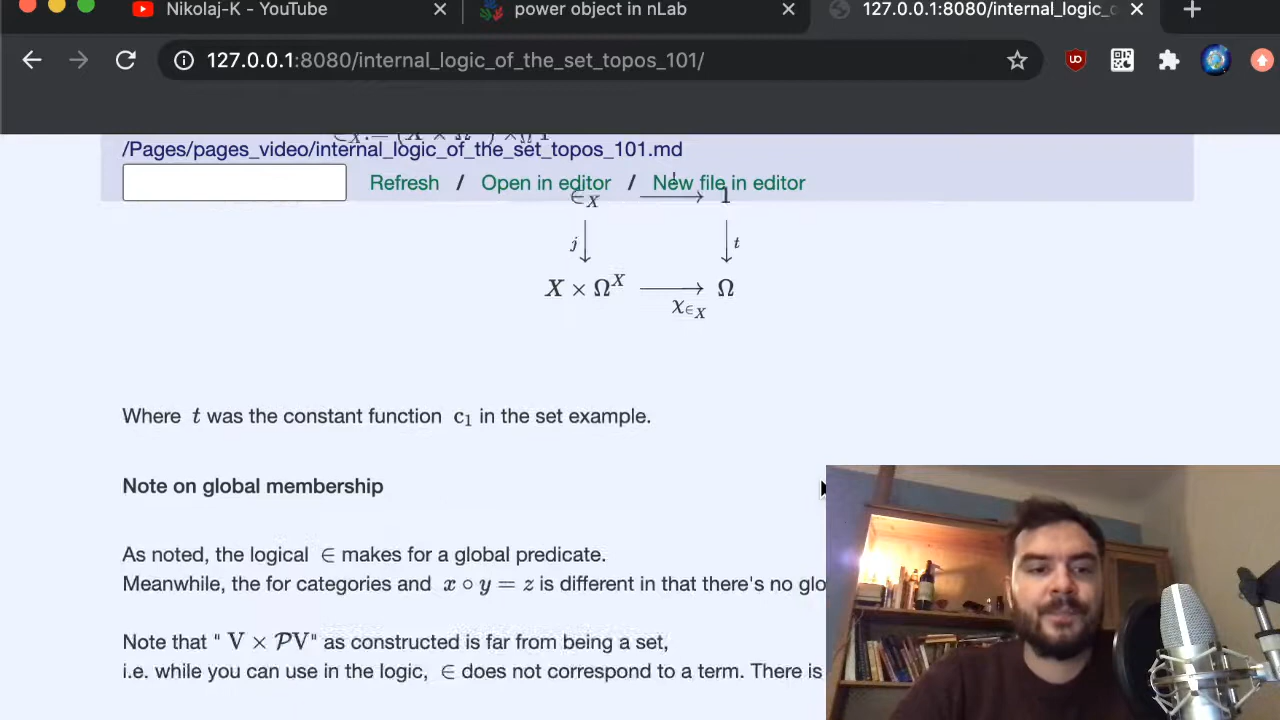 Nikolaj-K - YouTube
power object in nLab
127.0.0.1:8080/internal_logic_c
127.0.0.1:8080/internal_logic_of_the_set_topos_101/
/Pages/pages_video/internal_logic_of_the_set_topos_101.md
Refresh / Open in editor / New file in editor
∈X ⟶ 1
j t
X × Ω^X ⟶ Ω
χ∈X
Where t was the constant function c₁ in the set example.
Note on global membership
As noted, the logical ∈ makes for a global predicate.
Meanwhile, the for categories and x ∘ y = z is different in that there's no glo
Note that " V × 𝒫V" as constructed is far from being a set,
i.e. while you can use in the logic, ∈ does not correspond to a term. There is